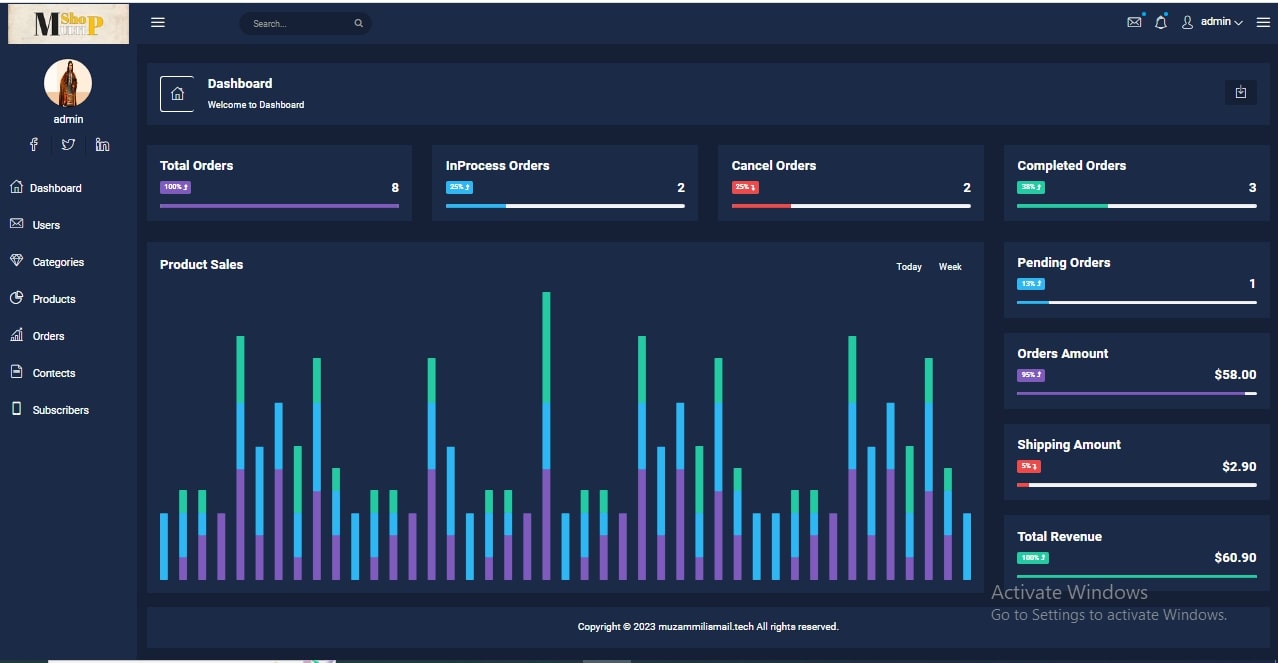 M Sho P
Search...
admin
admin
Dashboard
Welcome to Dashboard
Dashboard
Users
Categories
Products
Orders
Contects
Subscribers
Total Orders
100%
8
InProcess Orders
25%
2
Cancel Orders
25%
2
Completed Orders
38%
3
Product Sales
Today
Week
Pending Orders
13%
1
Orders Amount
95%
$58.00
Shipping Amount
5%
$2.90
Total Revenue
100%
$60.90
Activate Windows
Go to Settings to activate Windows.
Copyright © 2023 muzammilismail.tech All rights reserved.